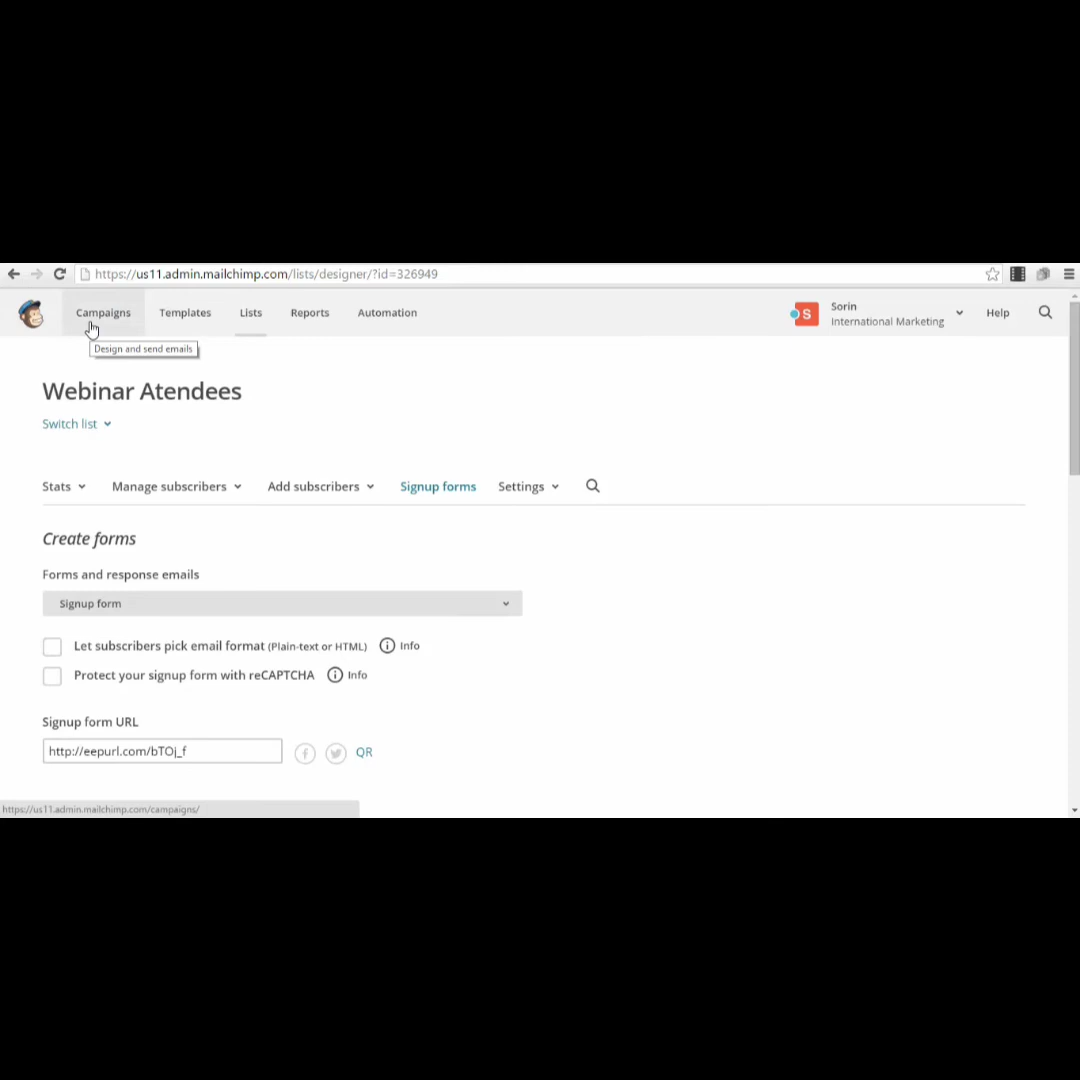 https://us11.admin.mailchimp.com/lists/designer/?id=326949
Campaigns Templates Lists Reports Automation
S Sorin
International Marketing
Help
Design and send emails
Webinar Atendees
Switch list
Stats Manage subscribers Add subscribers Signup forms Settings
Create forms
Forms and response emails
Signup form
Let subscribers pick email format (Plain-text or HTML) i Info
Protect your signup form with reCAPTCHA i Info
Signup form URL
http://eepurl.com/bTOj_f f QR
https://us11.admin.mailchimp.com/campaigns/